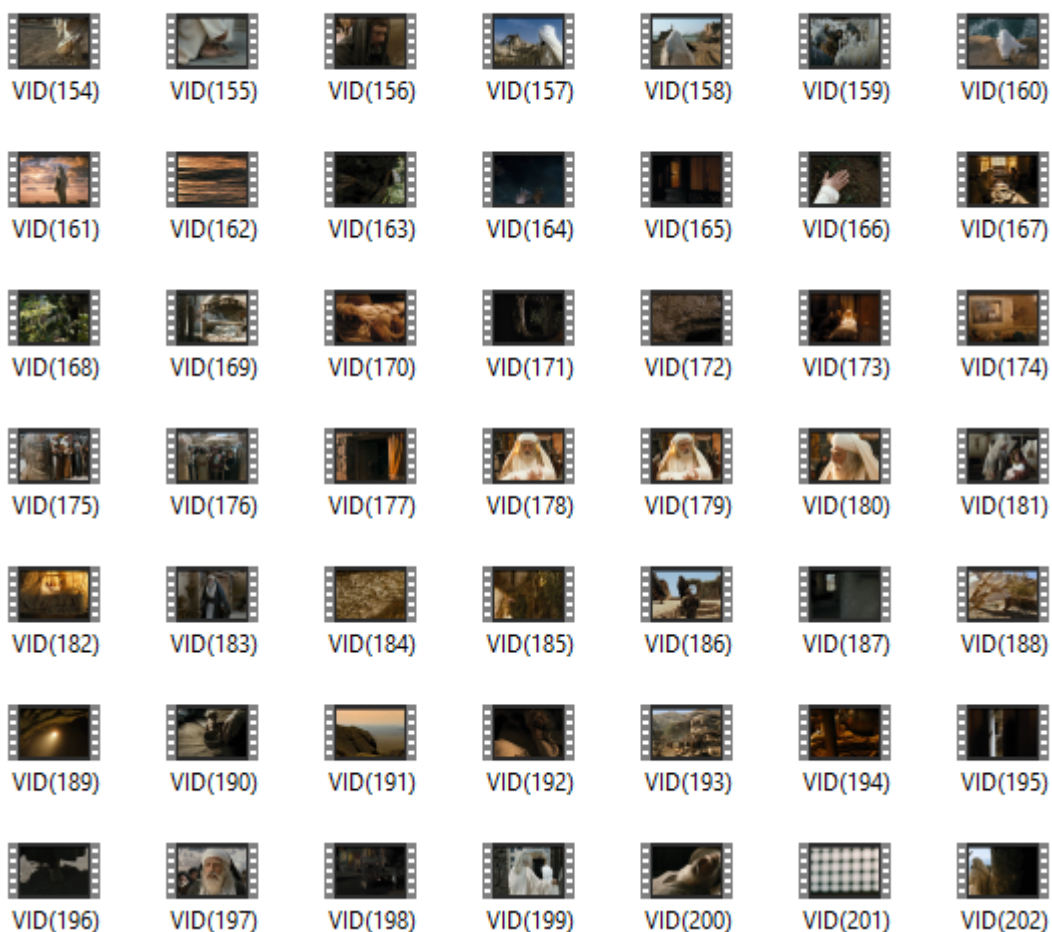 VID(154) VID(155) VID(156) VID(157) VID(158) VID(159) VID(160)
VID(161) VID(162) VID(163) VID(164) VID(165) VID(166) VID(167)
VID(168) VID(169) VID(170) VID(171) VID(172) VID(173) VID(174)
VID(175) VID(176) VID(177) VID(178) VID(179) VID(180) VID(181)
VID(182) VID(183) VID(184) VID(185) VID(186) VID(187) VID(188)
VID(189) VID(190) VID(191) VID(192) VID(193) VID(194) VID(195)
VID(196) VID(197) VID(198) VID(199) VID(200) VID(201) VID(202)